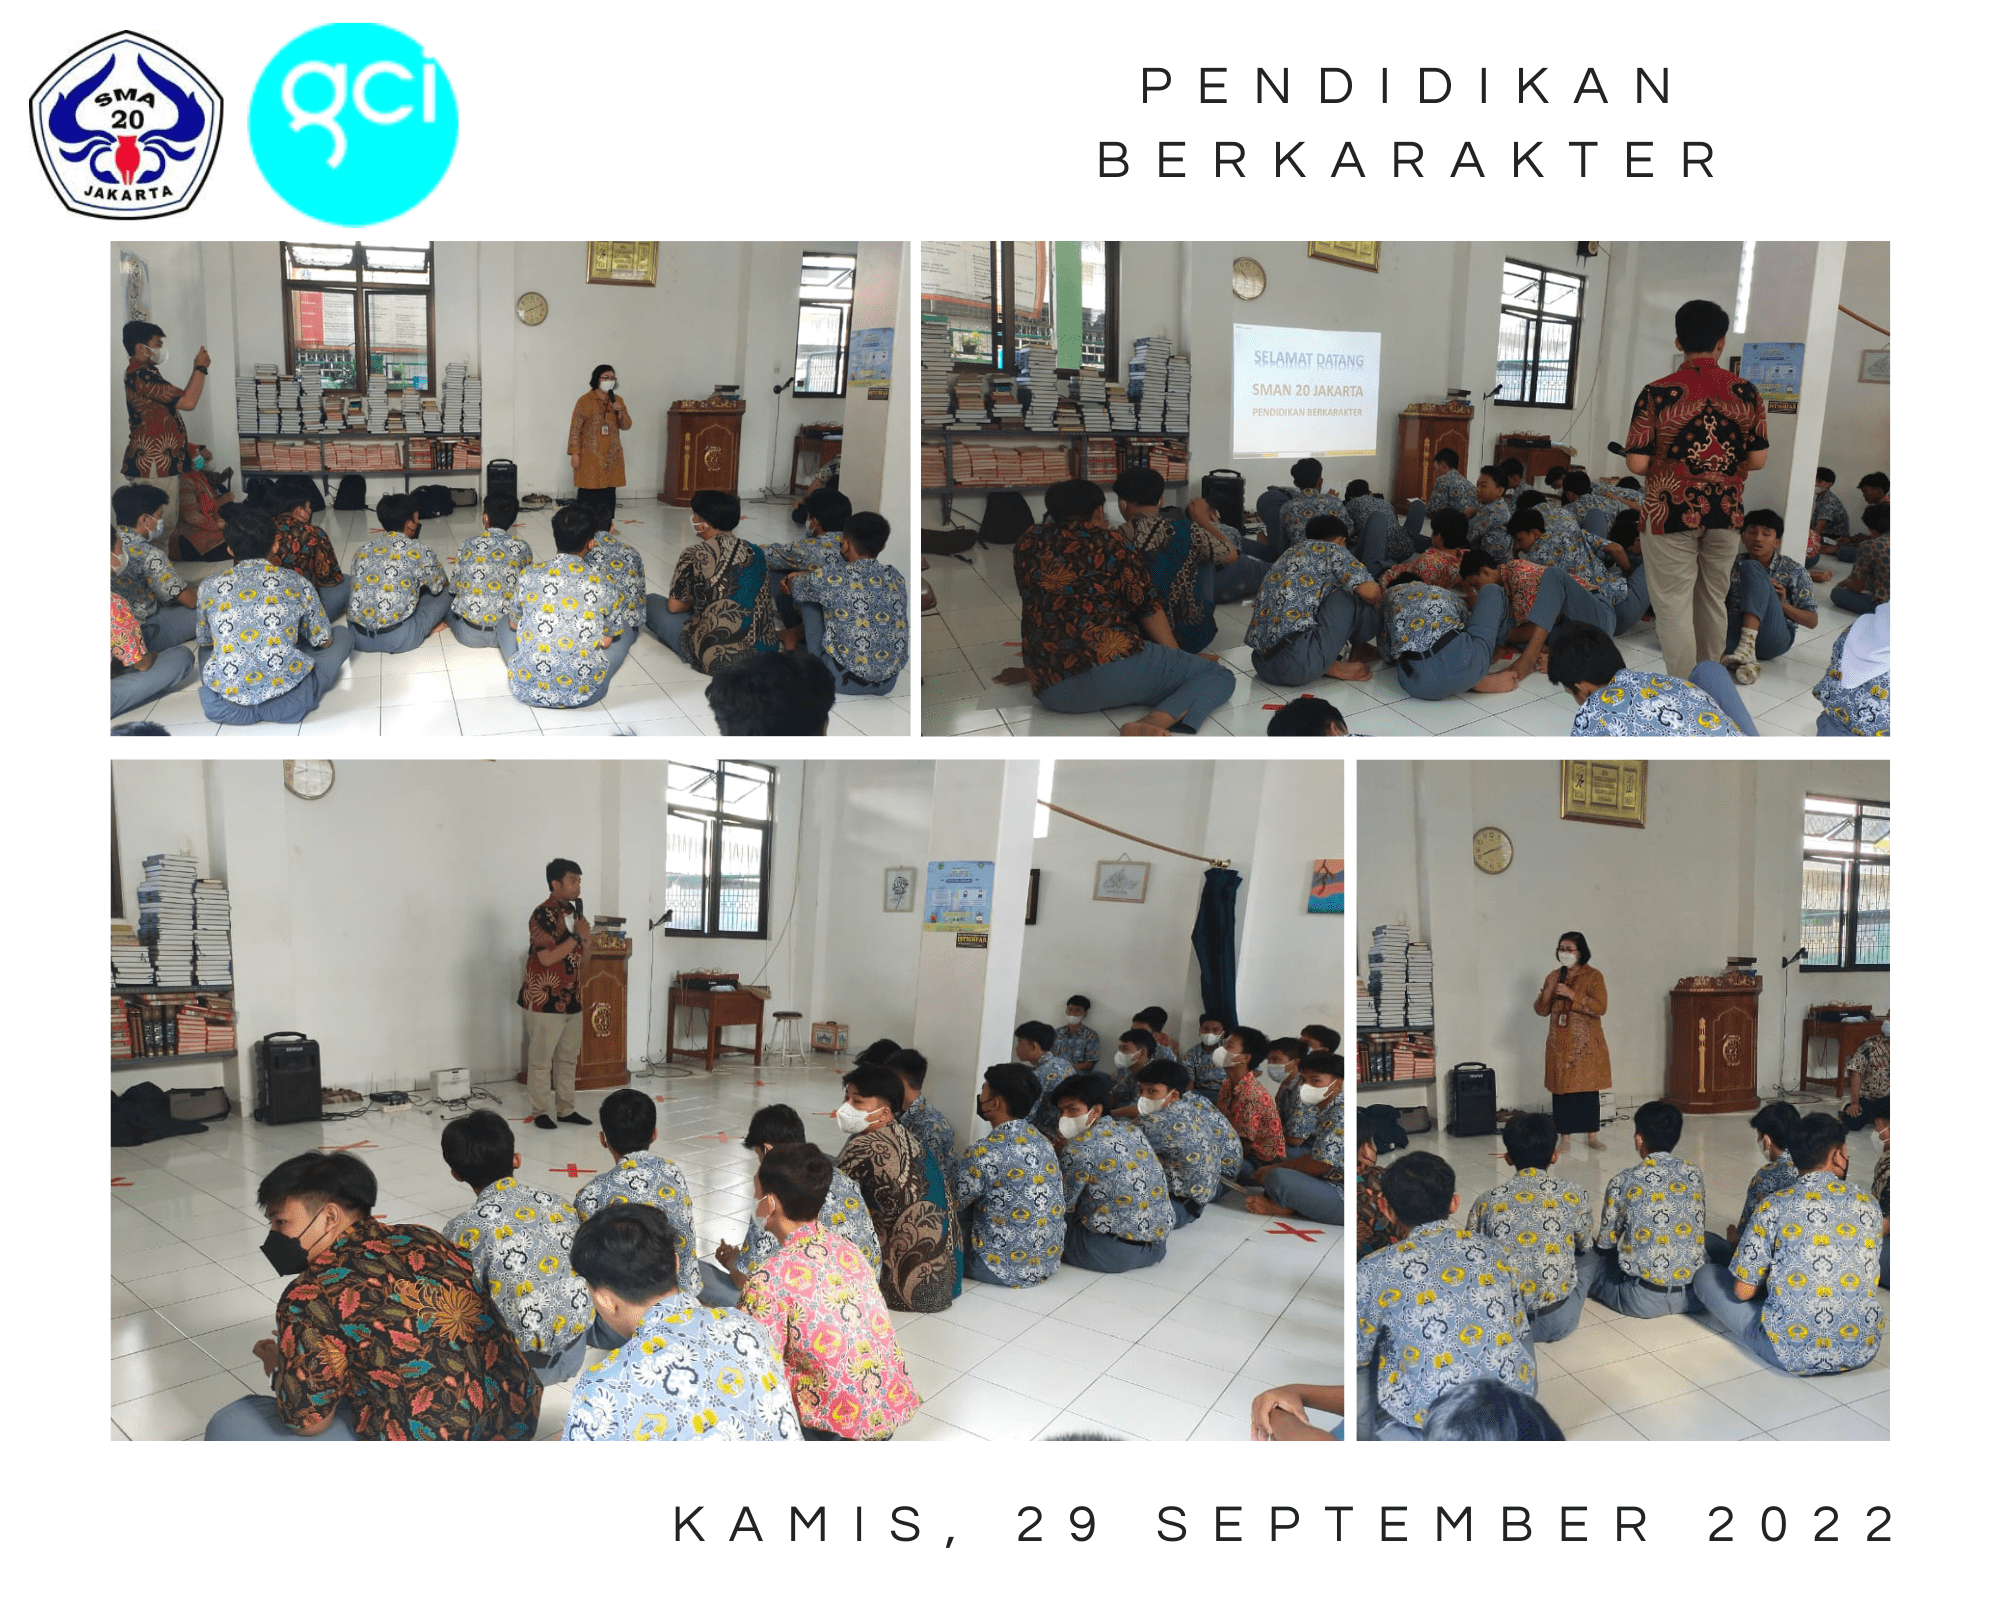 SMA
20
JAKARTA
gci
PENDIDIKAN
BERKARAKTER
SELAMAT DATANG
SMAN 20 JAKARTA
PENDIDIKAN BERKARAKTER
KAMIS, 29 SEPTEMBER 2022